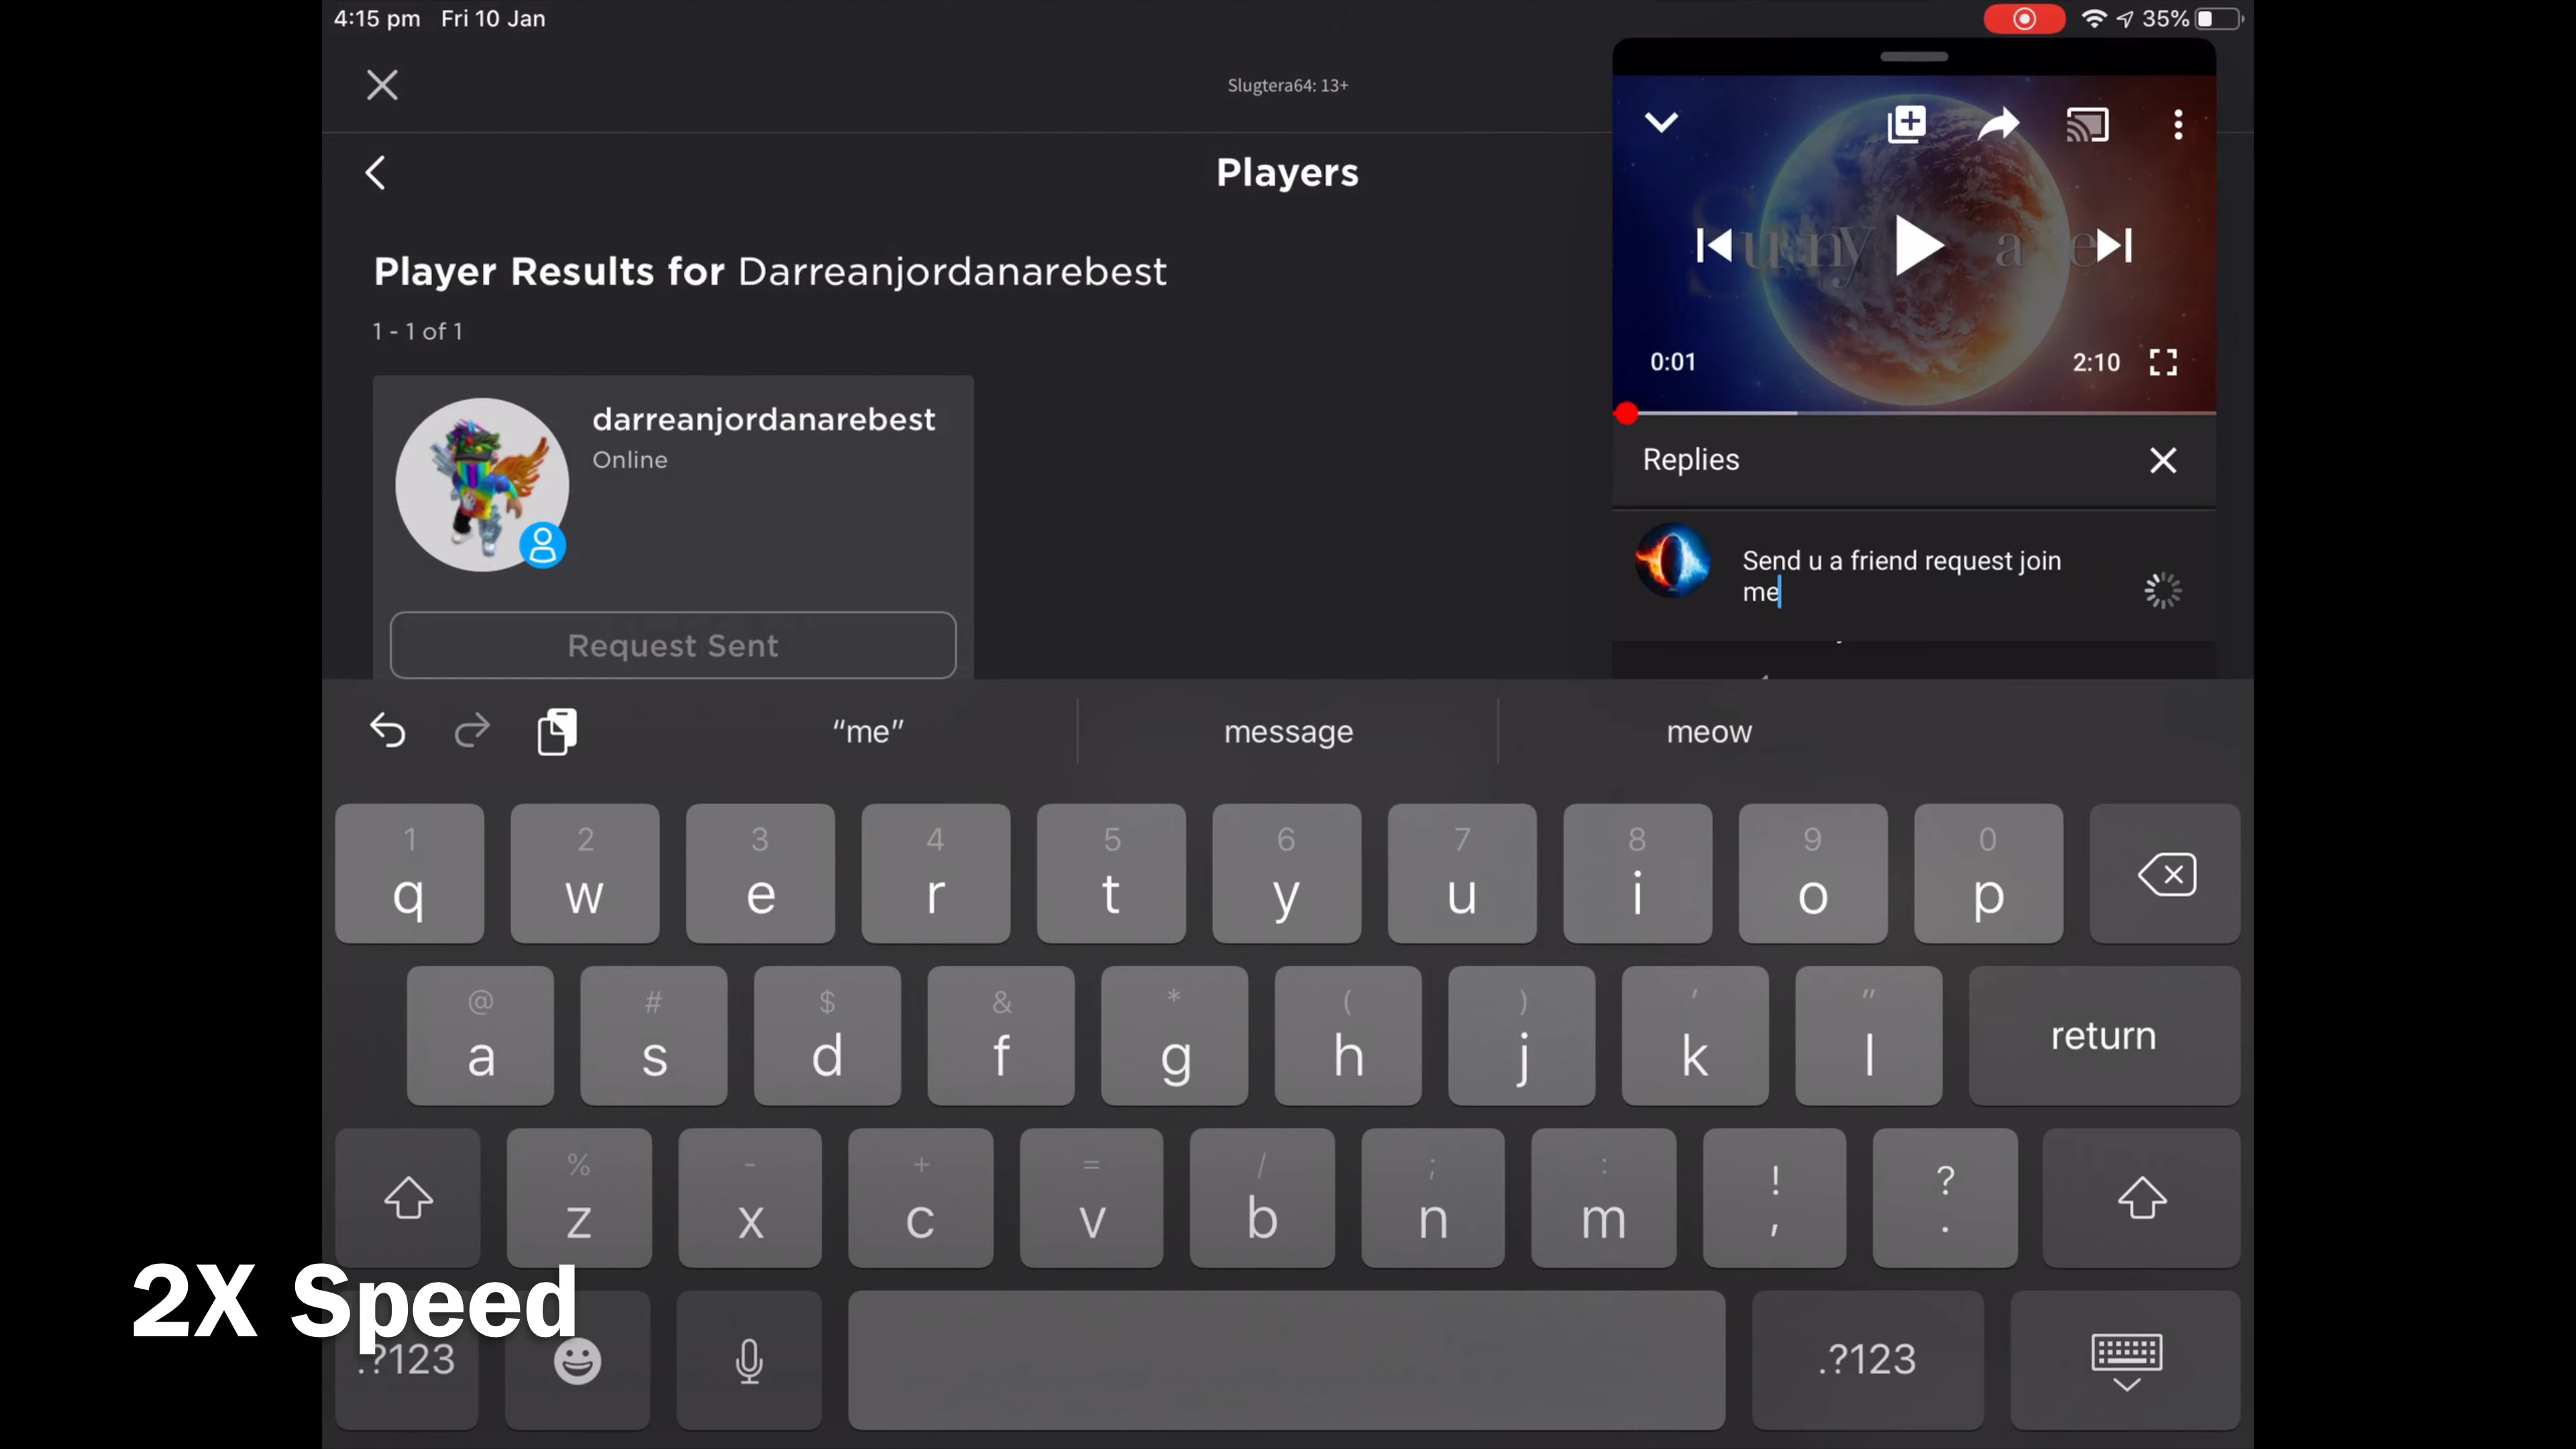 4:15 pm Fri 10 Jan
35%
Slugtera64: 13+
Players
Player Results for Darreanjordanarebest
1 - 1 of 1
darreanjordanarebest
Online
Request Sent
0:01
2:10
Replies
Send u a friend request join
me
"me" message meow
1 2 3 4 5 6 7 8 9 0
q w e r t y u i o p
@ # $ & * ( ) ' "
a s d f g h j k l return
% - + = / ; : ! ?
z x c v b n m , .
2X Speed
.?123 .?123